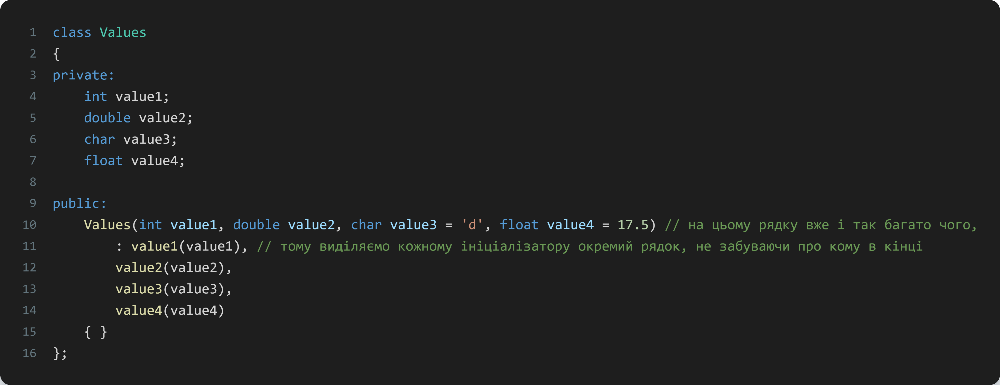 1 class Values
2 {
3 private:
4     int value1;
5     double value2;
6     char value3;
7     float value4;
8
9 public:
10     Values(int value1, double value2, char value3 = 'd', float value4 = 17.5) // на цьому рядку вже і так багато чого,
11         : value1(value1), // тому виділяємо кожному ініціалізатору окремий рядок, не забуваючи про кому в кінці
12         value2(value2),
13         value3(value3),
14         value4(value4)
15     { }
16 };